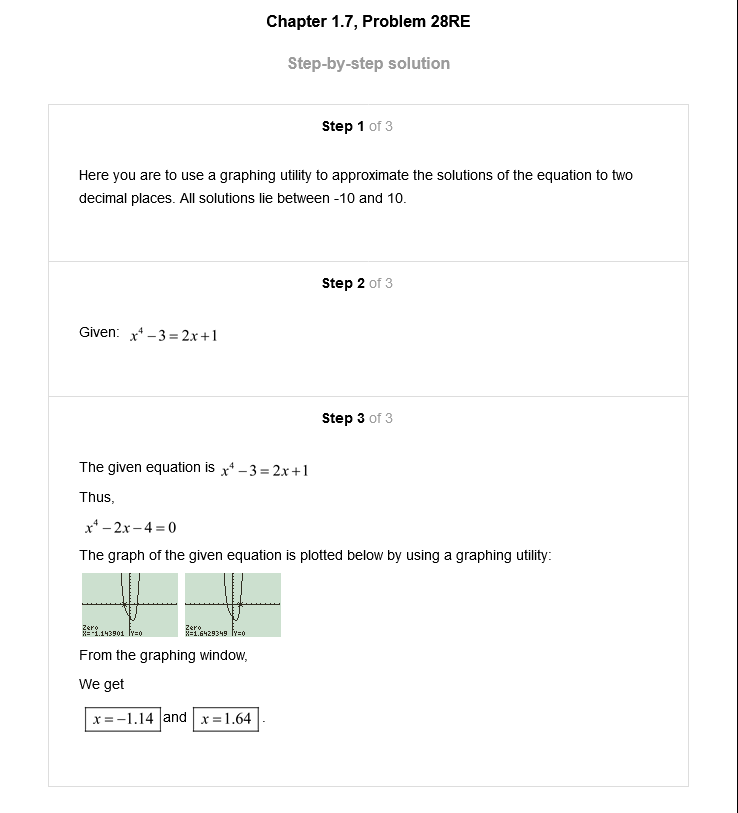 Chapter 1.7, Problem 28RE
Step-by-step solution
Step 1 of 3
Here you are to use a graphing utility to approximate the solutions of the equation to two
decimal places. All solutions lie between -10 and 10.
Step 2 of 3
Given: x⁴ − 3 = 2x + 1
Step 3 of 3
The given equation is x⁴ − 3 = 2x + 1
Thus,
x⁴ − 2x − 4 = 0
The graph of the given equation is plotted below by using a graphing utility:
Zero Zero
X=-1.143901 Y=0 X=1.6429349 Y=0
From the graphing window,
We get
x = −1.14 and x = 1.64 .